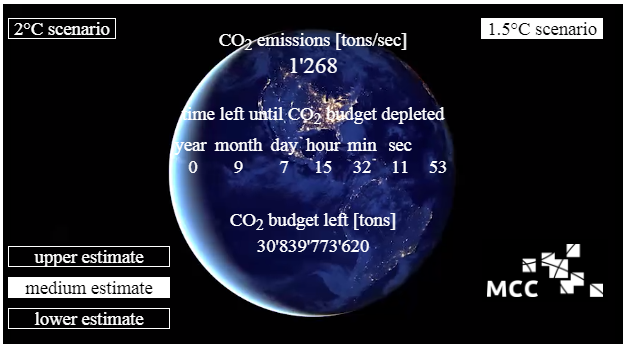 2°C scenario
1.5°C scenario
CO₂ emissions [tons/sec]
1'268
time left until CO₂ budget depleted
year month day hour min sec
0 9 7 15 32 11 53
CO₂ budget left [tons]
30'839'773'620
upper estimate
medium estimate
lower estimate
MCC